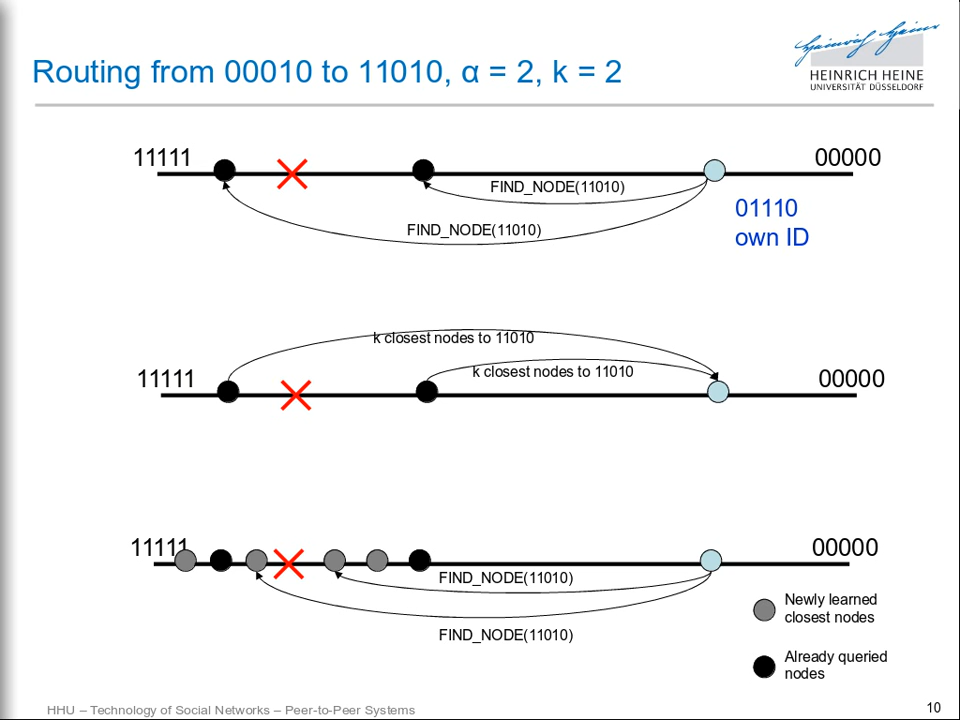 Routing from 00010 to 11010, α = 2, k = 2
Heinrich Heine
HEINRICH HEINE
UNIVERSITÄT DÜSSELDORF
11111
00000
FIND_NODE(11010)
FIND_NODE(11010)
01110
own ID
k closest nodes to 11010
k closest nodes to 11010
11111
00000
11111
00000
FIND_NODE(11010)
FIND_NODE(11010)
Newly learned
closest nodes
Already queried
nodes
HHU – Technology of Social Networks – Peer-to-Peer Systems
10